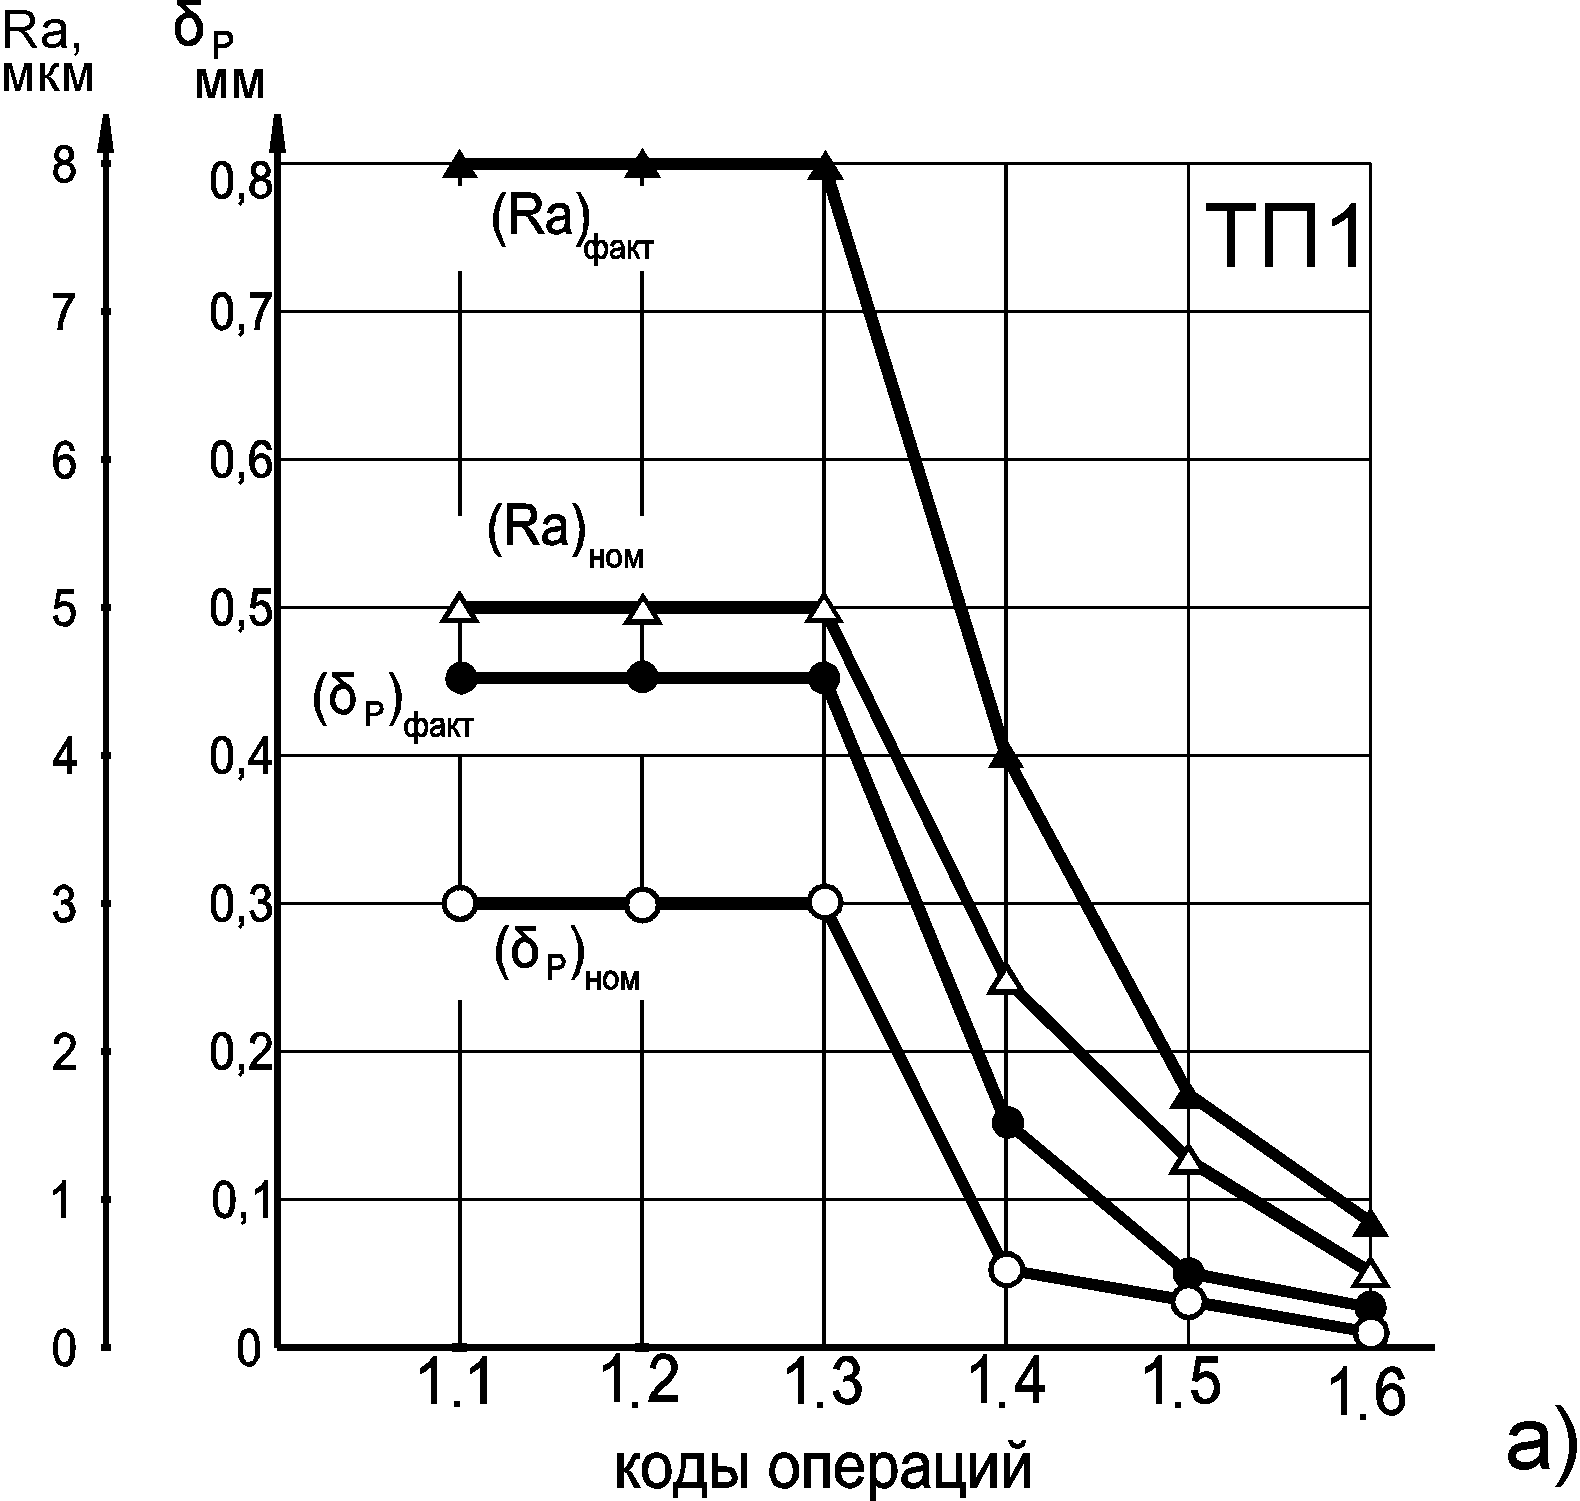 Ra,
мкм
δР
мм
8
0,8
(Ra)факт
ТП1
7
0,7
6
0,6
(Ra)ном
5
0,5
(δР)факт
4
0,4
3
0,3
(δР)ном
2
0,2
1
0,1
0
0
1.1 1.2 1.3 1.4 1.5 1.6
коды операций
а)